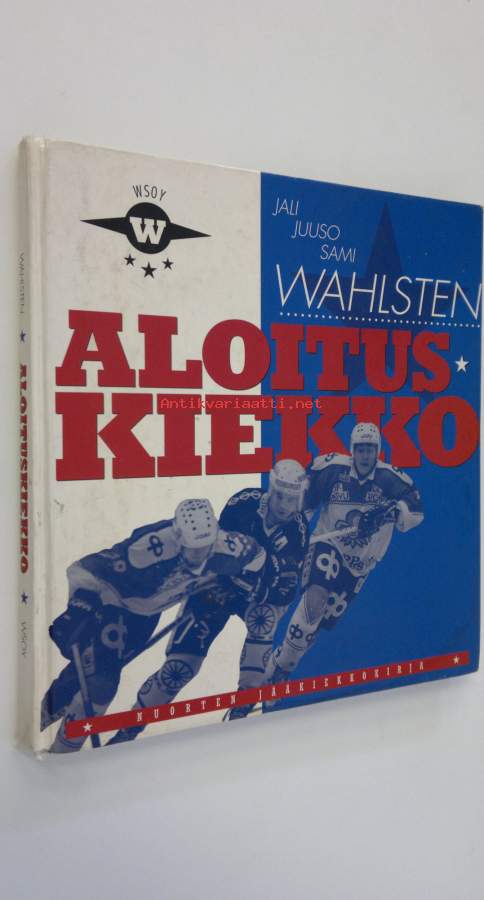 WSOY
W
JALI
JUUSO
SAMI
WAHLSTEN
ALOITUS
KIEKKO
Antikvariaatti.net
NUORTEN JÄÄKIEKKOKIRJA
WAHLSTEN
ALOITUSKIEKKO
WSOY